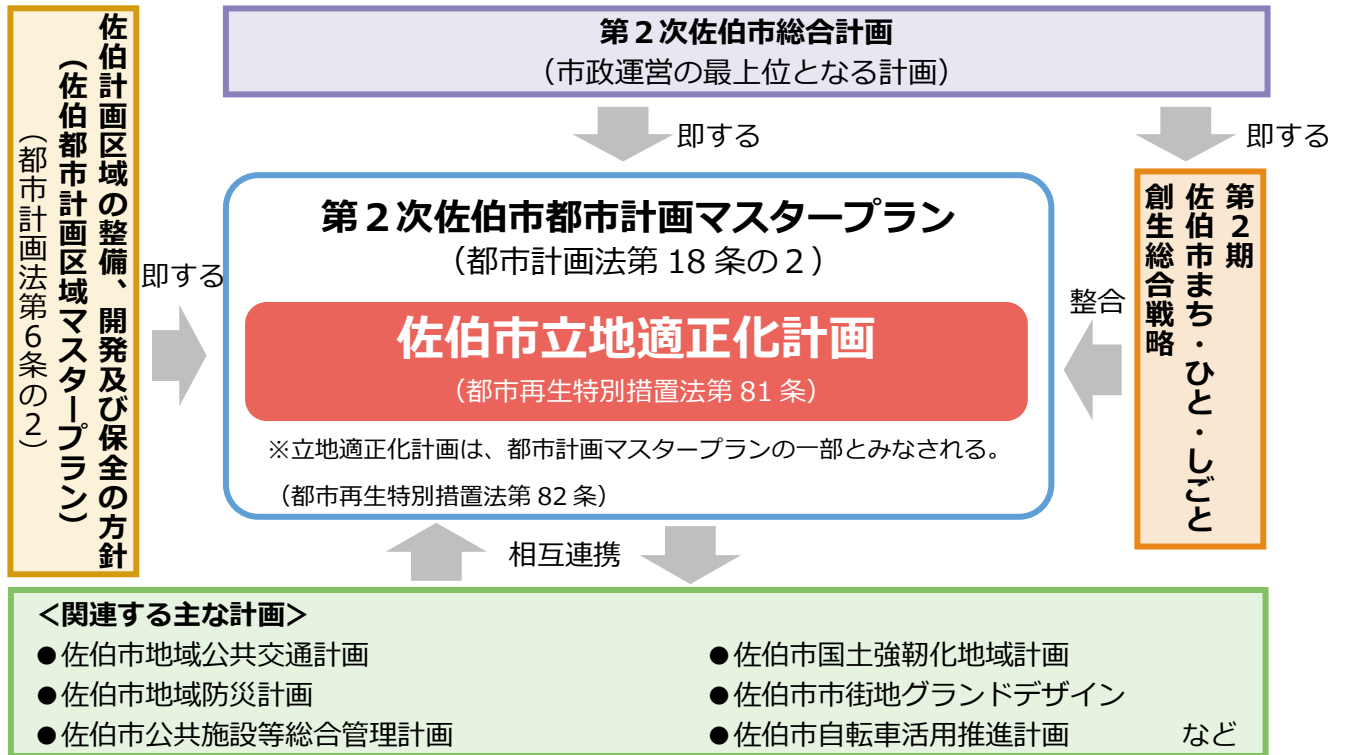 第２次佐伯市総合計画
（市政運営の最上位となる計画）
即する
即する
佐伯計画区域の整備、開発及び保全の方針
（佐伯都市計画区域マスタープラン）
（都市計画法第６条の２）
即する
第２次佐伯市都市計画マスタープラン
（都市計画法第 18 条の２）
佐伯市立地適正化計画
（都市再生特別措置法第 81 条）
※立地適正化計画は、都市計画マスタープランの一部とみなされる。
（都市再生特別措置法第 82 条）
整合
第２期
佐伯市まち・ひと・しごと
創生総合戦略
相互連携
＜関連する主な計画＞
●佐伯市地域公共交通計画
●佐伯市地域防災計画
●佐伯市公共施設等総合管理計画
●佐伯市国土強靭化地域計画
●佐伯市市街地グランドデザイン
●佐伯市自転車活用推進計画 など